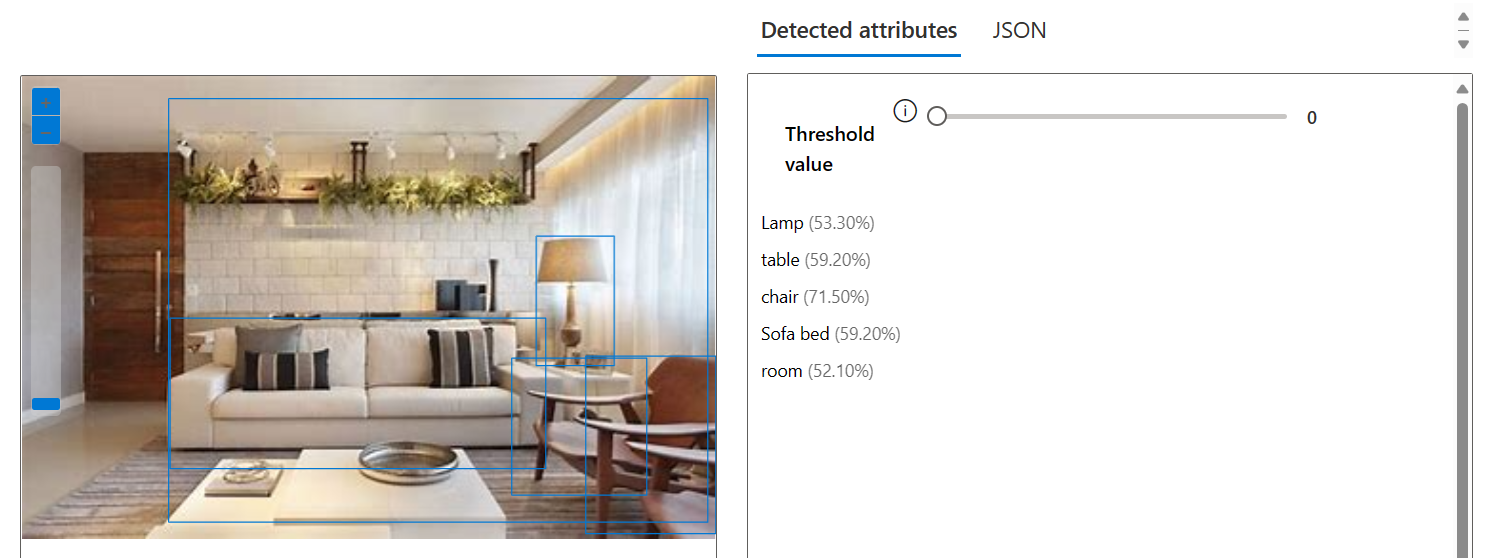 Detected attributes JSON
Threshold
value
0
Lamp (53.30%)
table (59.20%)
chair (71.50%)
Sofa bed (59.20%)
room (52.10%)